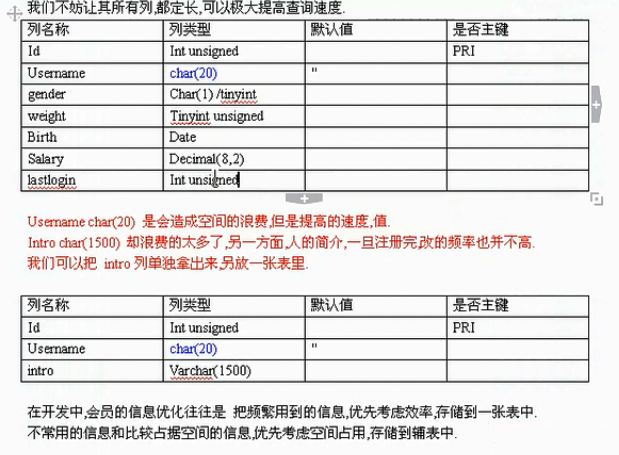 我们不妨让其所有列,都定长,可以极大提高查询速度.
列名称 列类型 默认值 是否主键
Id Int unsigned PRI
Username char(20) "
gender Char(1) /tinyint
weight Tinyint unsigned
Birth Date
Salary Decimal(8,2)
lastlogin Int unsigned
Username char(20) 是会造成空间的浪费,但是提高的速度,值.
Intro char(1500) 却浪费的太多了,另一方面,人的简介,一旦注册完,改的频率也并不高.
我们可以把 intro 列单独拿出来,另放一张表里.
列名称 列类型 默认值 是否主键
Id Int unsigned PRI
Username char(20) "
intro Varchar(1500)
在开发中,会员的信息优化往往是 把频繁用到的信息,优先考虑效率,存储到一张表中.
不常用的信息和比较占据空间的信息,优先考虑空间占用,存储到辅表中.